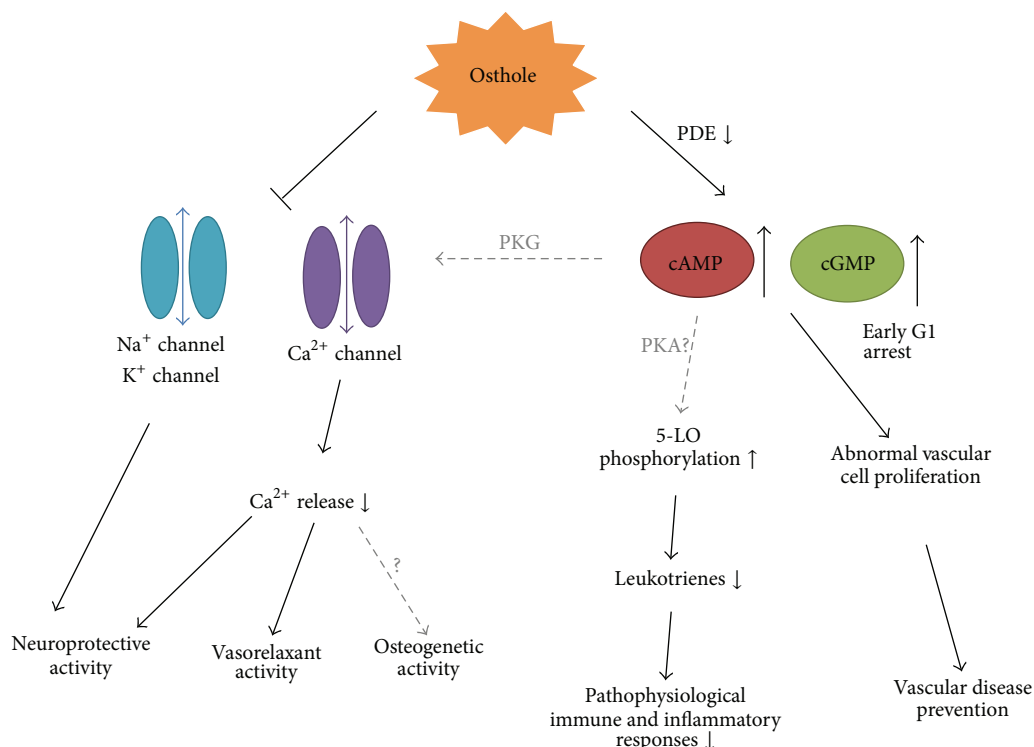 Osthole
PDE ↓
PKG
cAMP
cGMP
Na⁺ channel
K⁺ channel
Ca²⁺ channel
PKA?
Early G1
arrest
5-LO
phosphorylation ↑
Abnormal vascular
cell proliferation
Ca²⁺ release ↓
?
Leukotrienes ↓
Neuroprotective
activity
Vasorelaxant
activity
Osteogenetic
activity
Pathophysiological
immune and inflammatory
responses ↓
Vascular disease
prevention